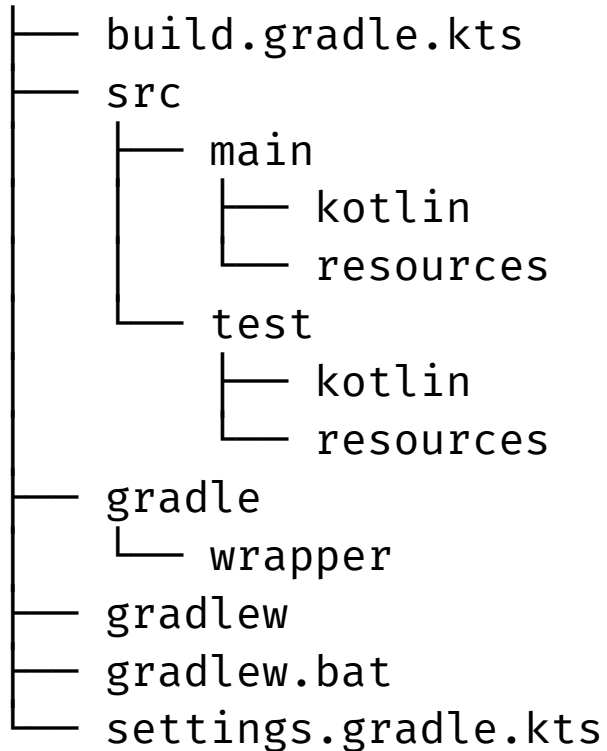 build.gradle.kts
src
main
kotlin
resources
test
kotlin
resources
gradle
wrapper
gradlew
gradlew.bat
settings.gradle.kts